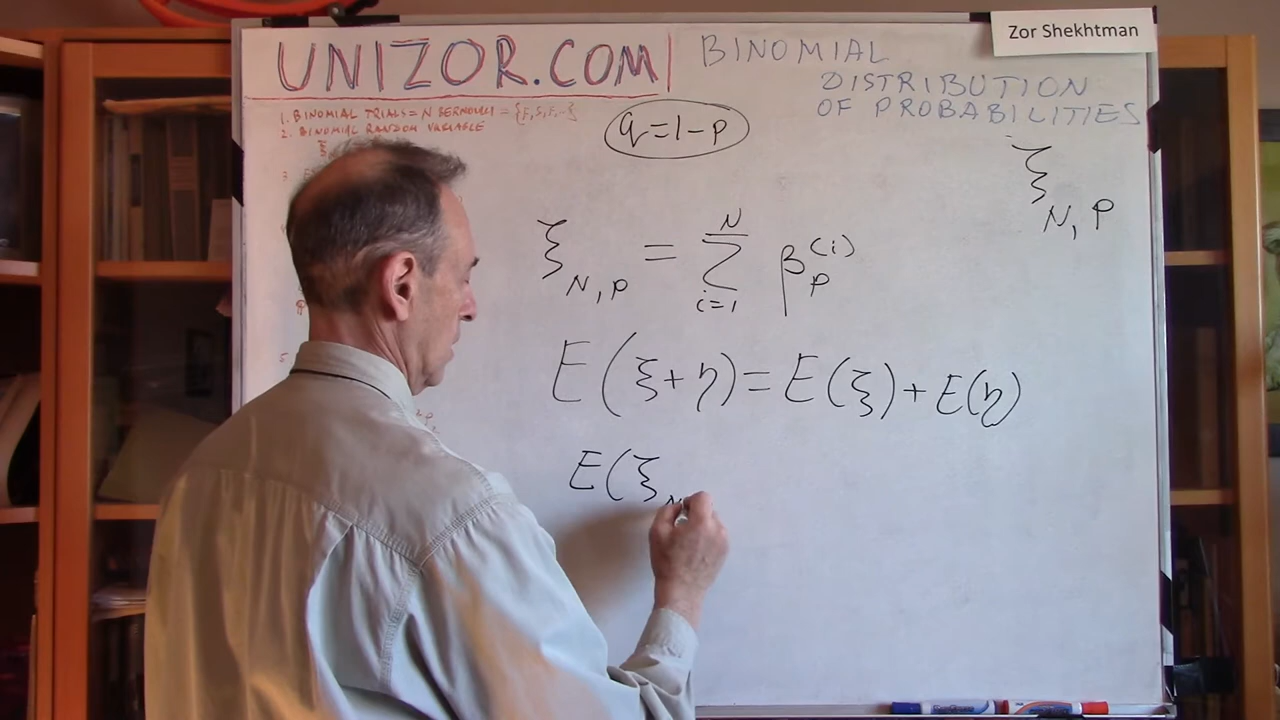 Zor Shekhtman
UNIZOR.COM
BINOMIAL
DISTRIBUTION
OF PROBABILITIES
1. BINOMIAL TRIALS = N BERNOULLI = {F, S, F, ...}
2. BINOMIAL RANDOM VARIABLE
q = 1 - p
ξ N, P
ξ N, P = Σ N i=1 β P (i)
E(ξ+η) = E(ξ) + E(η)
E(ξ N